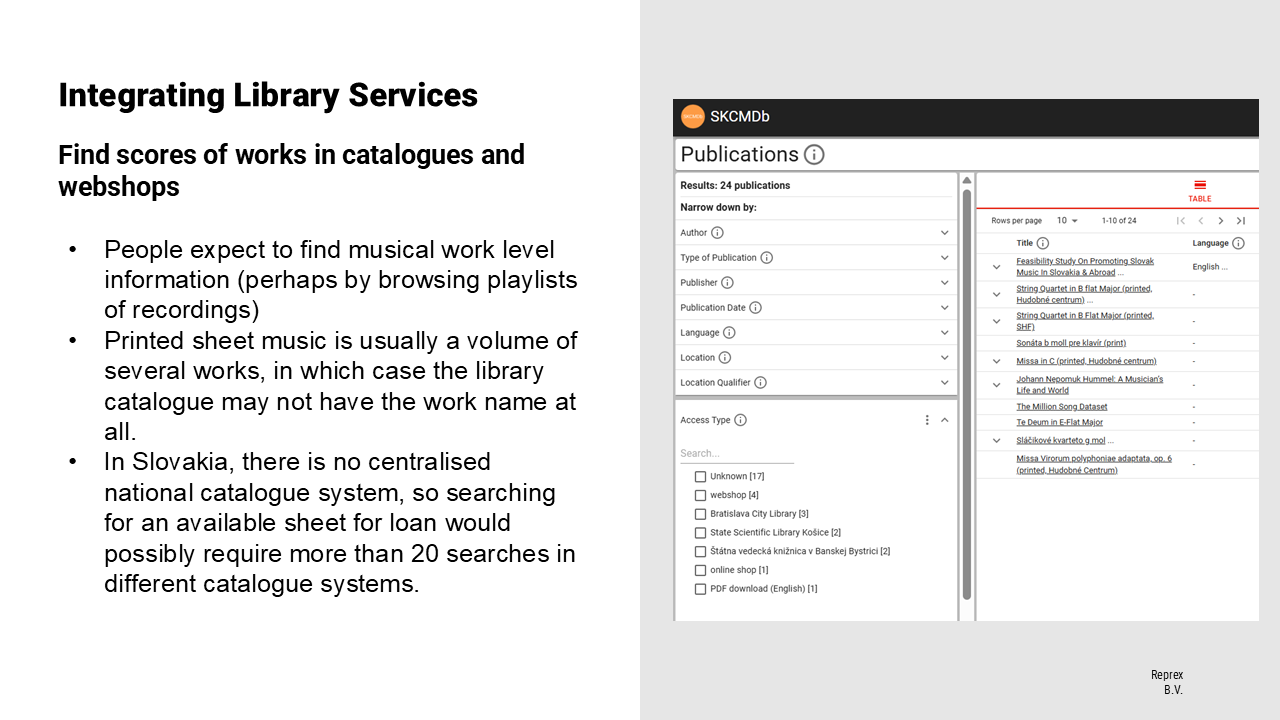 Integrating Library Services
Find scores of works in catalogues and
webshops
• People expect to find musical work level
information (perhaps by browsing playlists
of recordings)
• Printed sheet music is usually a volume of
several works, in which case the library
catalogue may not have the work name at
all.
• In Slovakia, there is no centralised
national catalogue system, so searching
for an available sheet for loan would
possibly require more than 20 searches in
different catalogue systems.
SKCMDb
Publications
Results: 24 publications
Narrow down by:
Author
Type of Publication
Publisher
Publication Date
Language
Location
Location Qualifier
Access Type
Search...
Unknown [17]
webshop [4]
Bratislava City Library [3]
State Scientific Library Košice [2]
Štátna vedecká knižnica v Banskej Bystrici [2]
online shop [1]
PDF download (English) [1]
TABLE
Rows per page 10 1-10 of 24
Title Language
Feasibility Study On Promoting Slovak
Music In Slovakia & Abroad ... English ...
String Quartet in B flat Major (printed,
Hudobné centrum) ... -
String Quartet in B Flat Major (printed,
SHF) -
Sonáta b moll pre klavír (print) -
Missa in C (printed, Hudobné centrum) -
Johann Nepomuk Hummel: A Musician's
Life and World -
The Million Song Dataset -
Te Deum in E-Flat Major -
Sláčikové kvarteto g mol ... -
Missa Virorum polyphoniae adaptata, op. 6
(printed, Hudobné Centrum) -
Reprex
B.V.